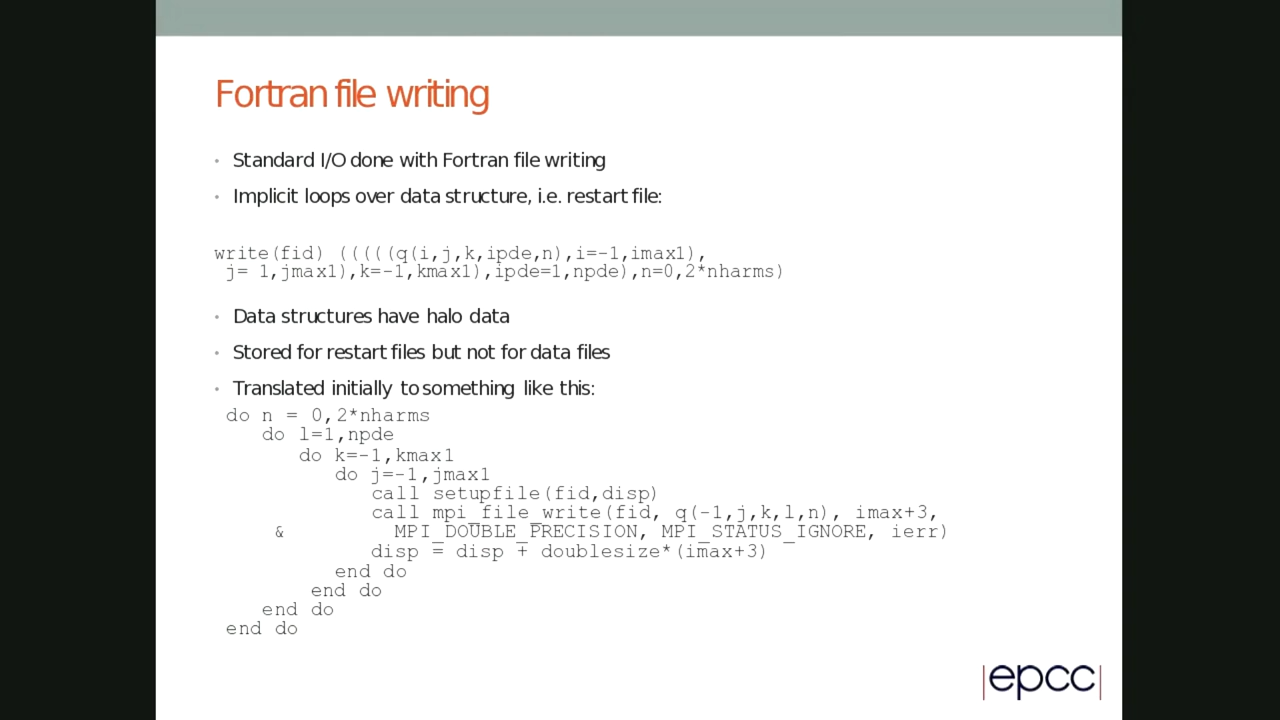 Fortran file writing
• Standard I/O done with Fortran file writing
• Implicit loops over data structure, i.e. restart file:
write(fid) (((((q(i,j,k,ipde,n),i=-1,imax1),
j= 1,jmax1),k=-1,kmax1),ipde=1,npde),n=0,2*nharms)
• Data structures have halo data
• Stored for restart files but not for data files
• Translated initially to something like this:
do n = 0,2*nharms
do l=1,npde
do k=-1,kmax1
do j=-1,jmax1
call setupfile(fid,disp)
call mpi_file_write(fid, q(-1,j,k,l,n), imax+3,
& MPI_DOUBLE_PRECISION, MPI_STATUS_IGNORE, ierr)
disp = disp + doublesize*(imax+3)
end do
end do
end do
end do
|epcc|